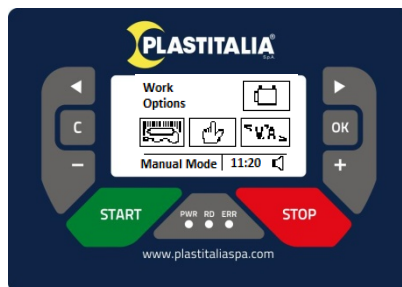 PLASTITALIA
S.p.A.
Work
Options
C
OK
"V.A.
Manual Mode 11:20
−
+
START
PWR RD ERR
STOP
www.plastitaliaspa.com